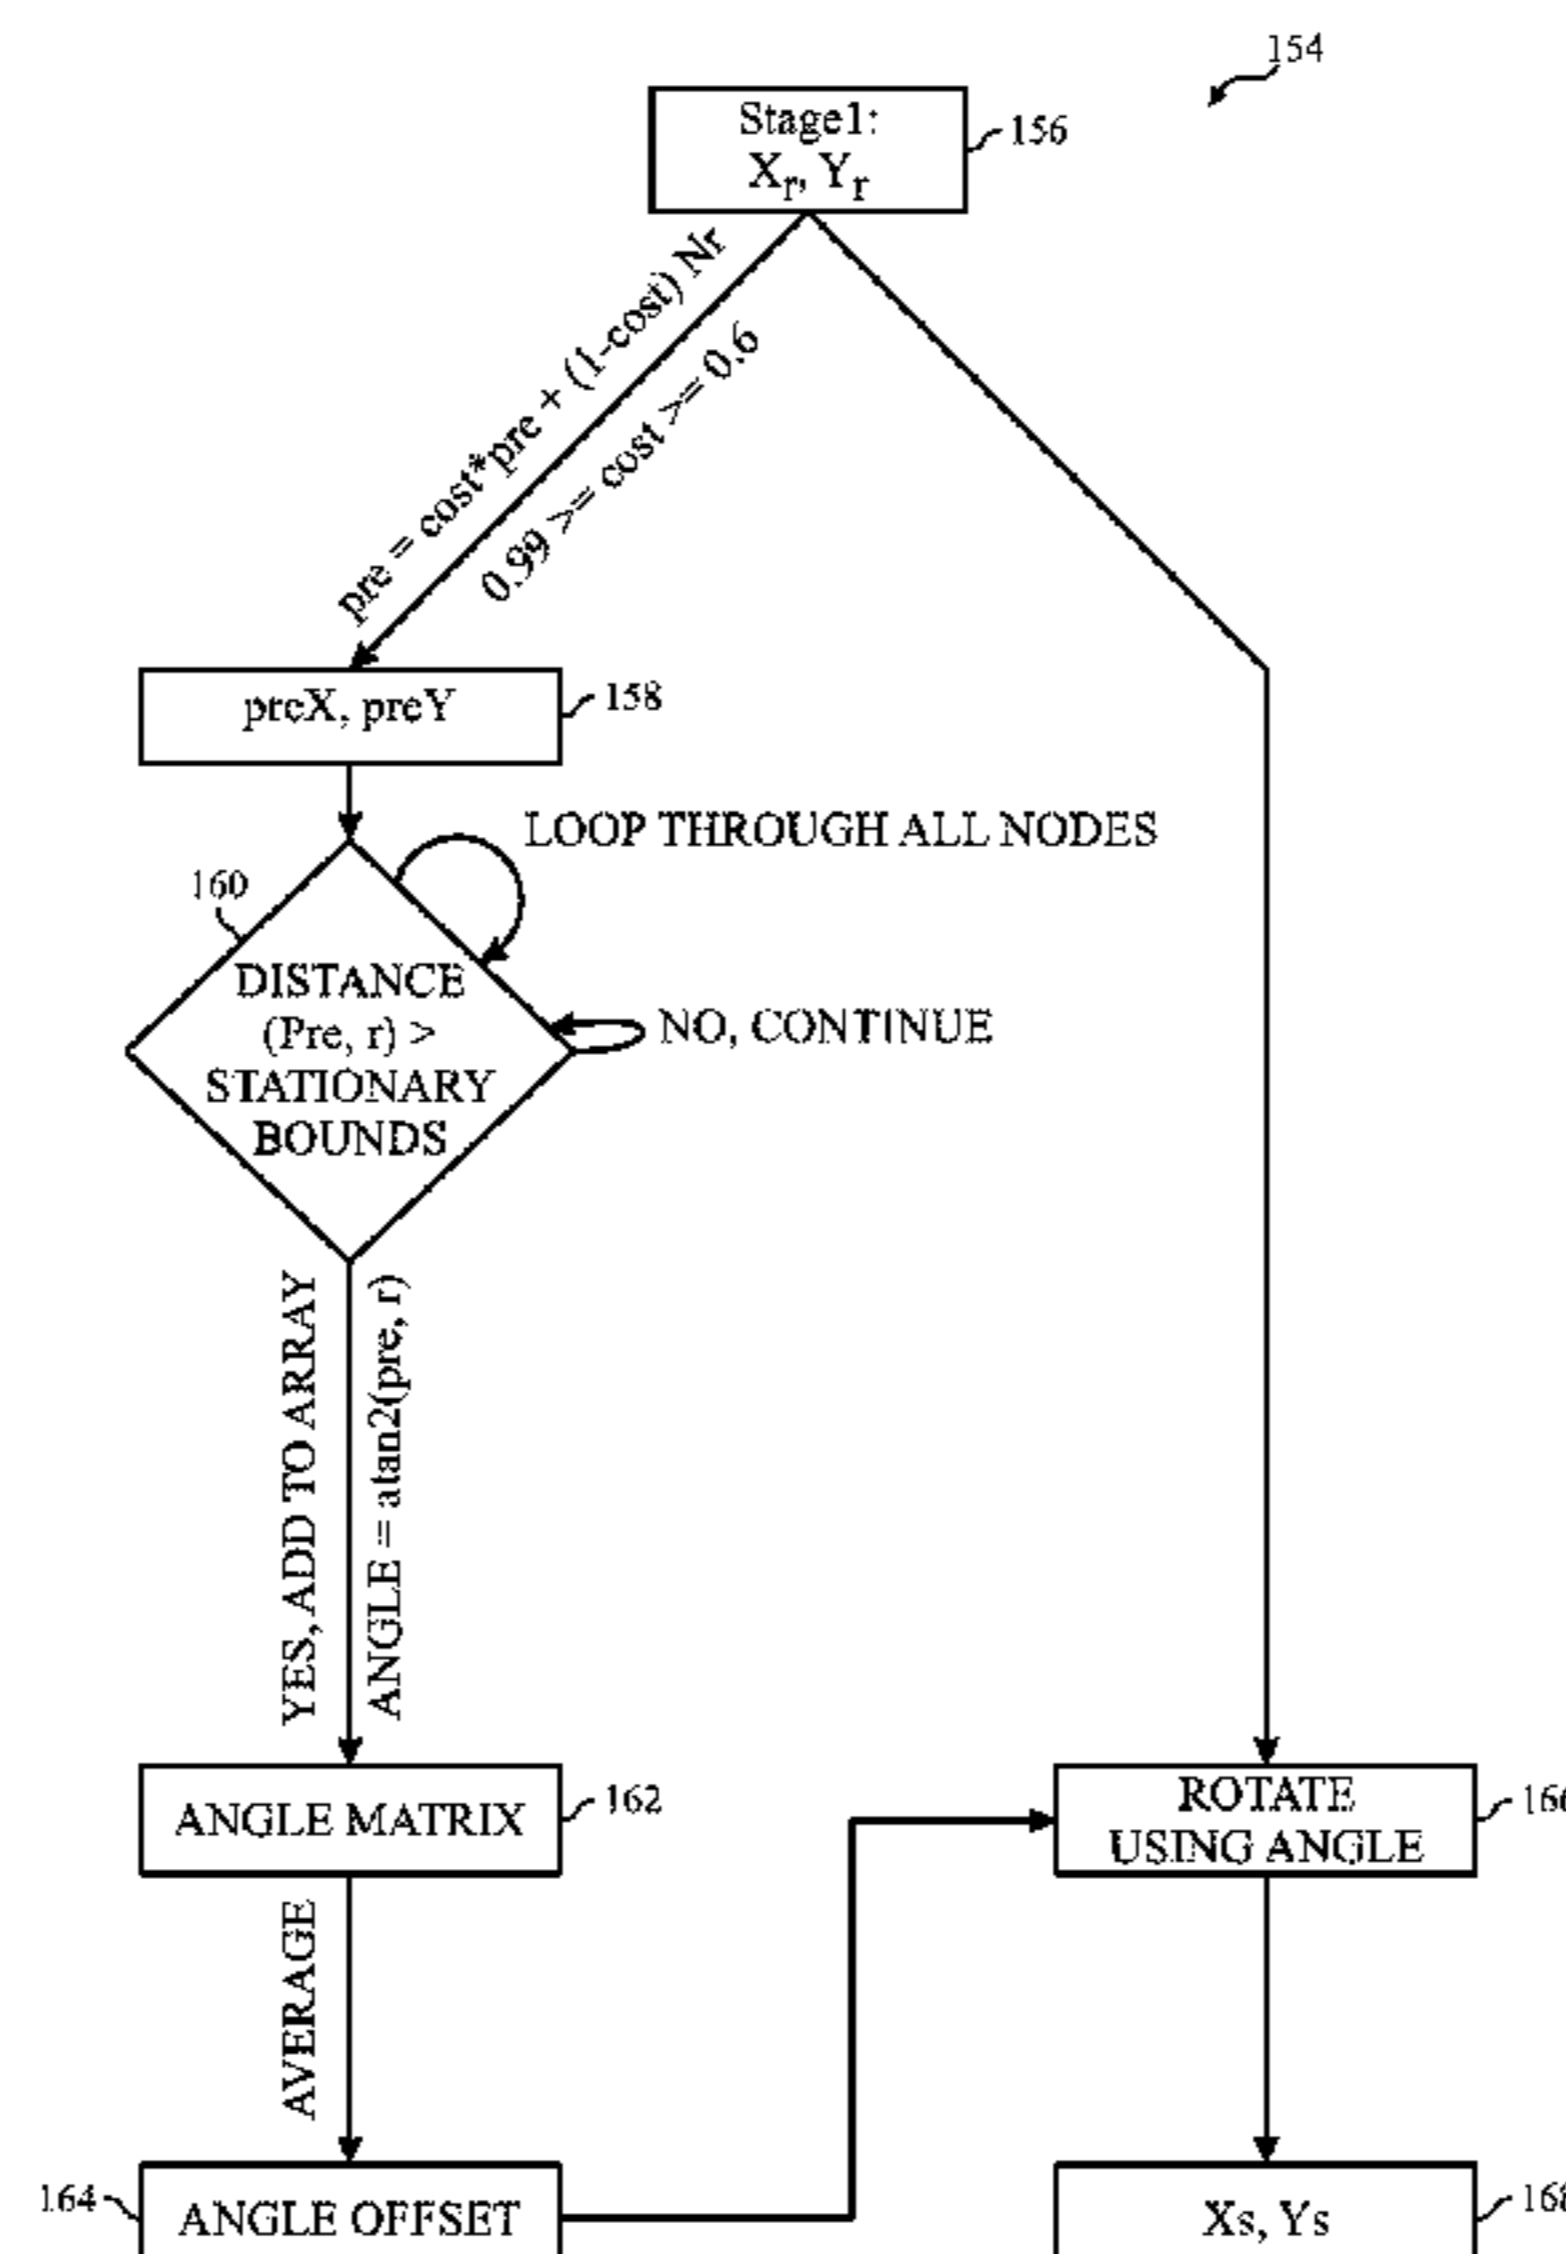 154
Stage1:
Xr, Yr
156
pre = cost*pre + (1-cost) Nr
0.99 >= cost >= 0.6
preX, preY
158
LOOP THROUGH ALL NODES
160
DISTANCE
(Pre, r) >
STATIONARY
BOUNDS
NO, CONTINUE
YES, ADD TO ARRAY
ANGLE = atan2(pre, r)
ANGLE MATRIX
162
ROTATE
USING ANGLE
166
AVERAGE
164
ANGLE OFFSET
Xs, Ys
168